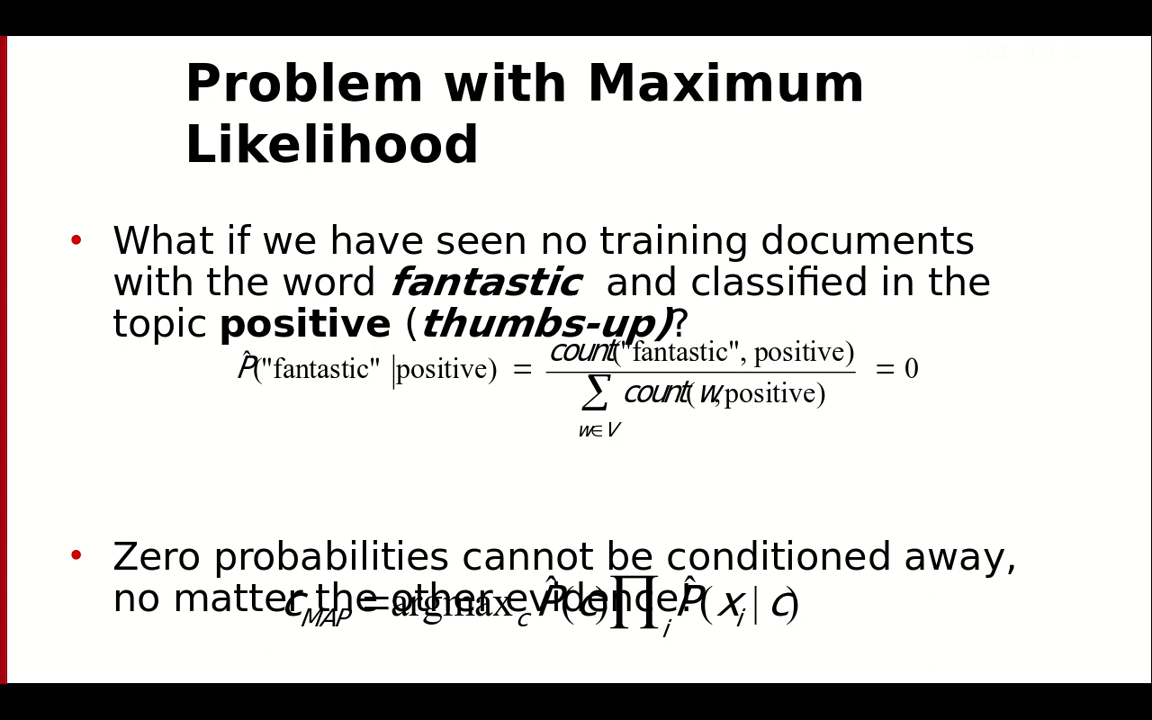 Problem with Maximum
Likelihood
• What if we have seen no training documents
with the word fantastic and classified in the
topic positive (thumbs-up)?
P̂("fantastic" |positive) = count("fantastic", positive) / ∑ w∈V count(w, positive) = 0
• Zero probabilities cannot be conditioned away,
no matter the other evidence!
c_MAP = argmax_c P̂(c)∏_i P̂(x_i | c)